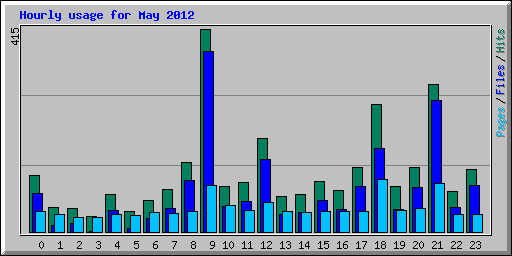 Hourly usage for May 2012
415
Pages / Files / Hits
0 1 2 3 4 5 6 7 8 9 10 11 12 13 14 15 16 17 18 19 20 21 22 23